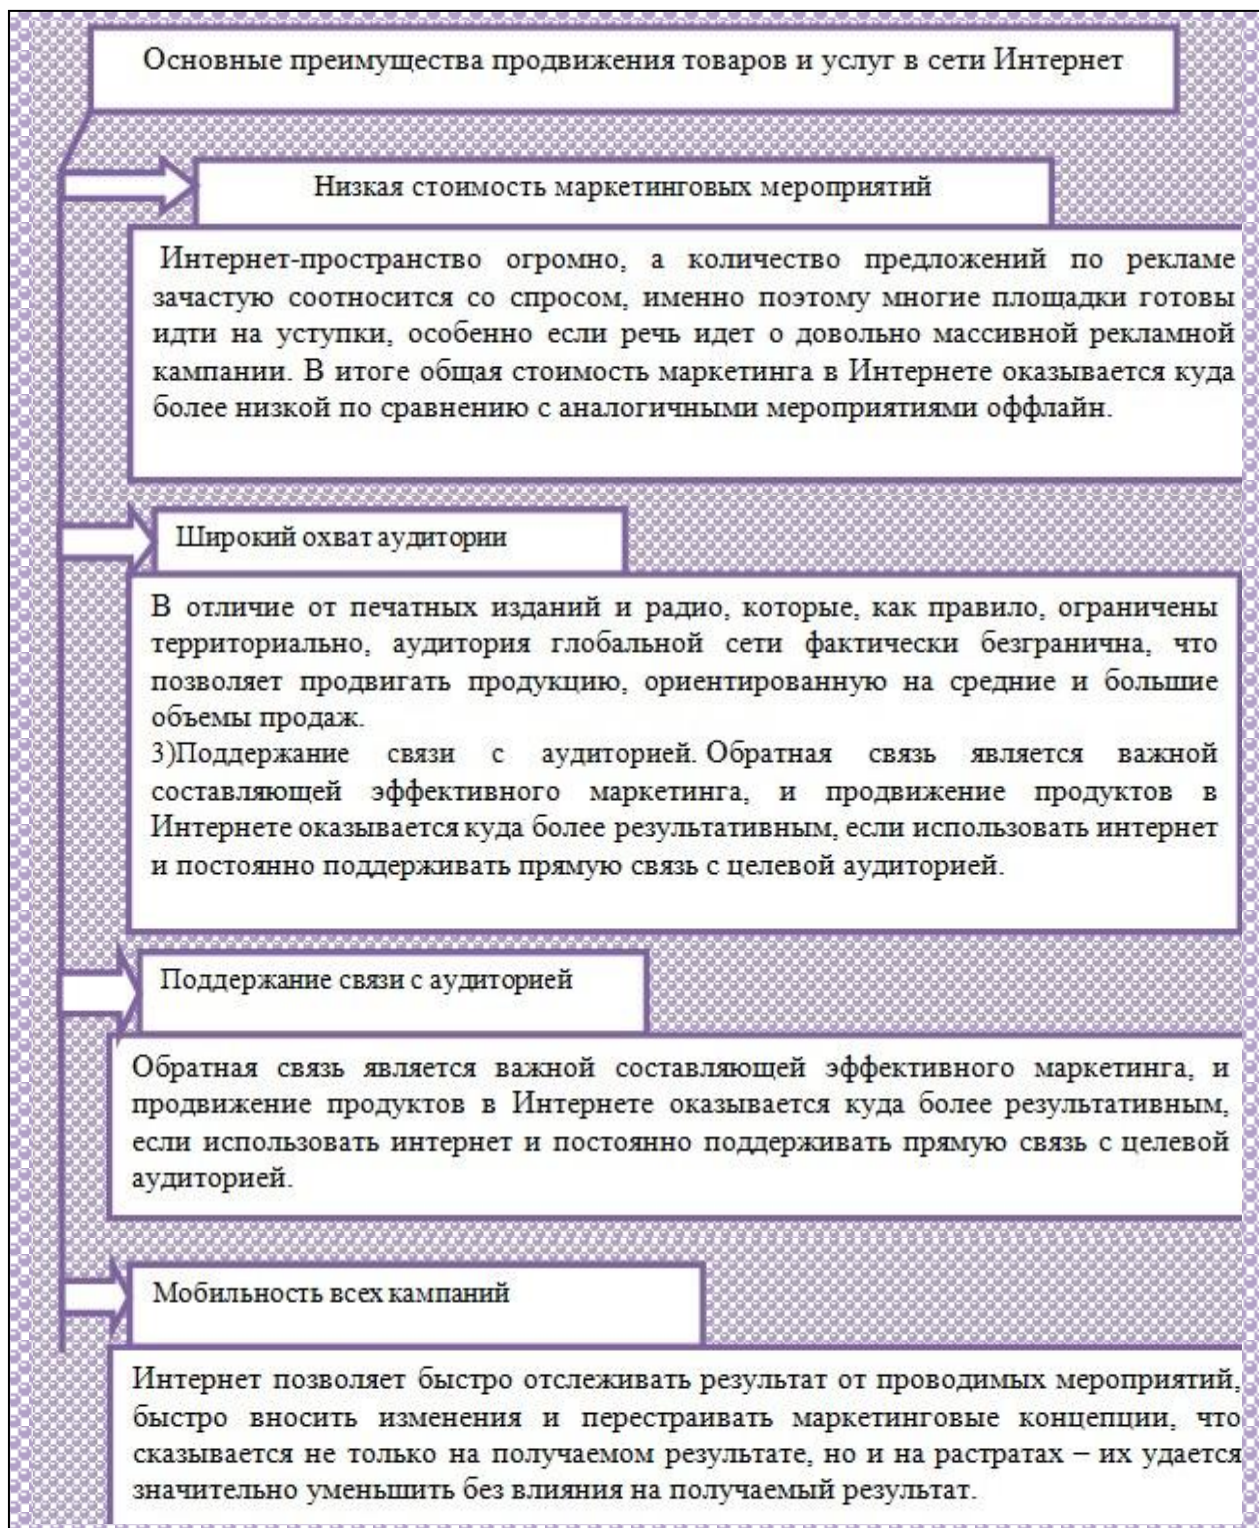 Основные преимущества продвижения товаров и услуг в сети Интернет
Низкая стоимость маркетинговых мероприятий
Интернет-пространство огромно, а количество предложений по рекламе
зачастую соотносится со спросом, именно поэтому многие площадки готовы
идти на уступки, особенно если речь идет о довольно массивной рекламной
кампании. В итоге общая стоимость маркетинга в Интернете оказывается куда
более низкой по сравнению с аналогичными мероприятиями оффлайн.
Широкий охват аудитории
В отличие от печатных изданий и радио, которые, как правило, ограничены
территориально, аудитория глобальной сети фактически безгранична, что
позволяет продвигать продукцию, ориентированную на средние и большие
объемы продаж.
3)Поддержание связи с аудиторией. Обратная связь является важной
составляющей эффективного маркетинга, и продвижение продуктов в
Интернете оказывается куда более результативным, если использовать интернет
и постоянно поддерживать прямую связь с целевой аудиторией.
Поддержание связи с аудиторией
Обратная связь является важной составляющей эффективного маркетинга, и
продвижение продуктов в Интернете оказывается куда более результативным,
если использовать интернет и постоянно поддерживать прямую связь с целевой
аудиторией.
Мобильность всех кампаний
Интернет позволяет быстро отслеживать результат от проводимых мероприятий,
быстро вносить изменения и перестраивать маркетинговые концепции, что
сказывается не только на получаемом результате, но и на растратах – их удается
значительно уменьшить без влияния на получаемый результат.